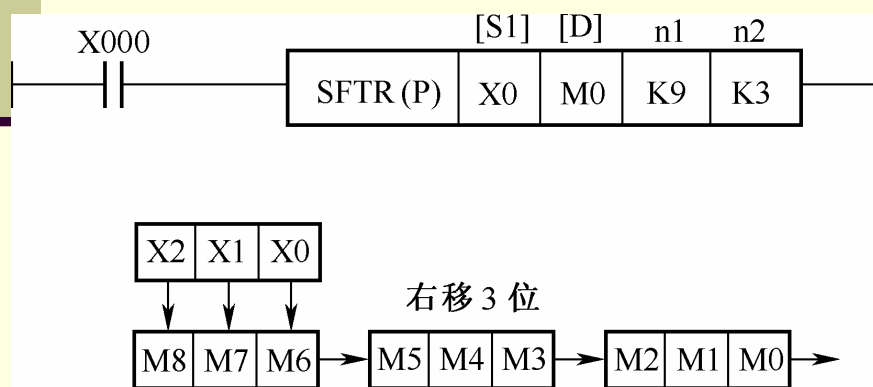 [S1] [D] n1 n2
X000
SFTR (P) X0 M0 K9 K3
X2 X1 X0
右移 3 位
M8 M7 M6 M5 M4 M3 M2 M1 M0